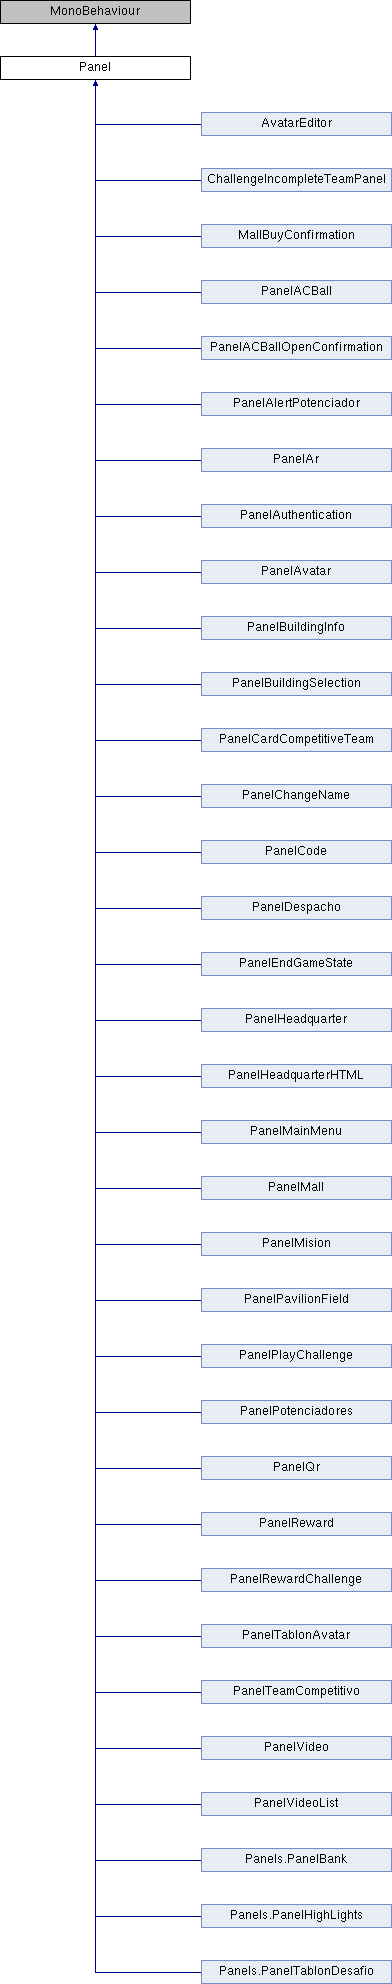 MonoBehaviour
Panel
AvatarEditor
ChallengeIncompleteTeamPanel
MallBuyConfirmation
PanelACBall
PanelACBallOpenConfirmation
PanelAlertPotenciador
PanelAr
PanelAuthentication
PanelAvatar
PanelBuildingInfo
PanelBuildingSelection
PanelCardCompetitiveTeam
PanelChangeName
PanelCode
PanelDespacho
PanelEndGameState
PanelHeadquarter
PanelHeadquarterHTML
PanelMainMenu
PanelMall
PanelMision
PanelPavilionField
PanelPlayChallenge
PanelPotenciadores
PanelQr
PanelReward
PanelRewardChallenge
PanelTablonAvatar
PanelTeamCompetitivo
PanelVideo
PanelVideoList
Panels.PanelBank
Panels.PanelHighLights
Panels.PanelTablonDesafio